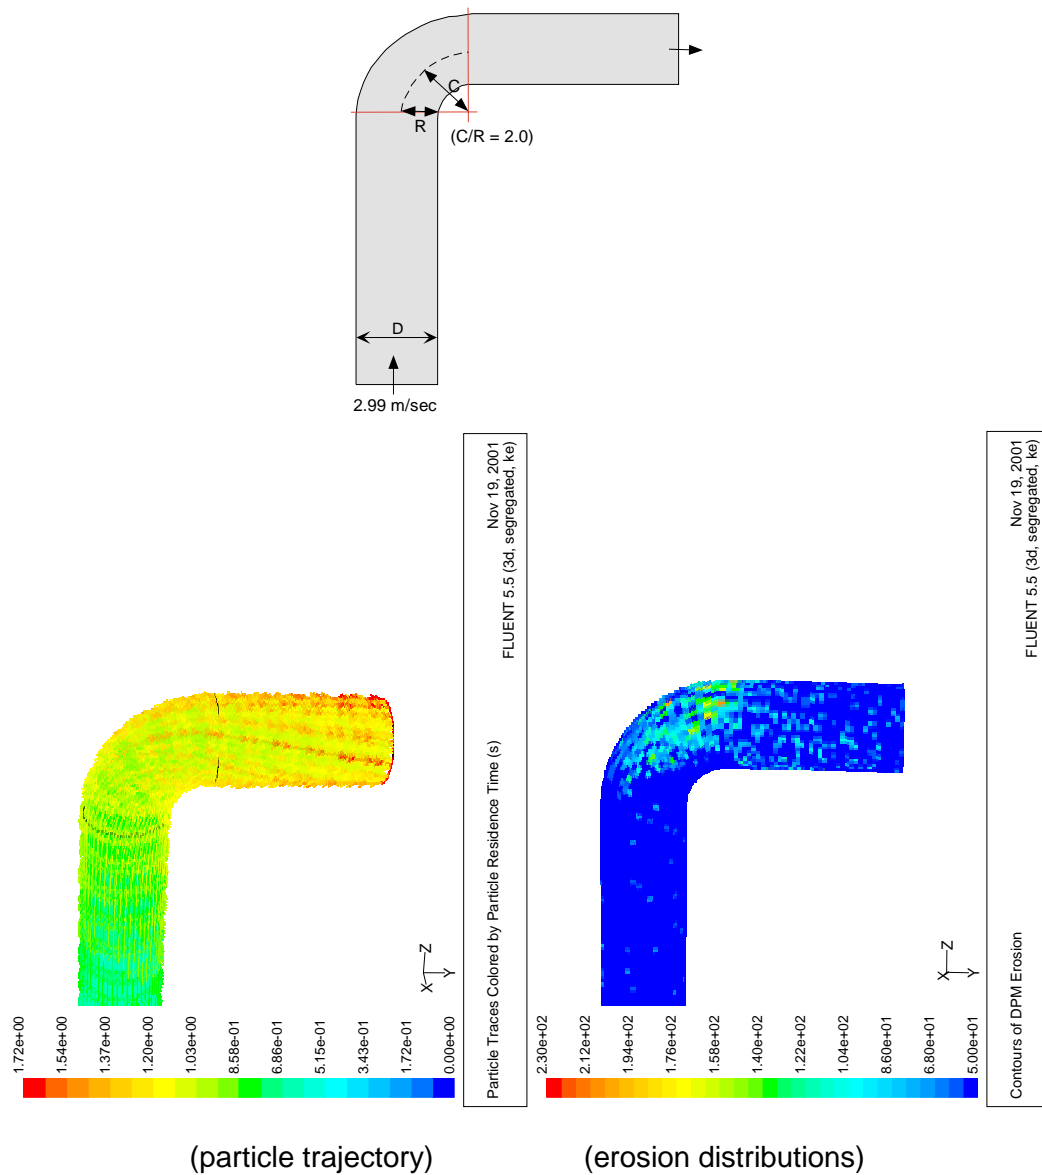 C
R
(C/R = 2.0)
D
2.99 m/sec
1.72e+00
1.54e+00
1.37e+00
1.20e+00
1.03e+00
8.58e-01
6.86e-01
5.15e-01
3.43e-01
1.72e-01
0.00e+00
Z
X
Y
Particle Traces Colored by Particle Residence Time (s)
Nov 19, 2001
FLUENT 5.5 (3d, segregated, ke)
2.30e+02
2.12e+02
1.94e+02
1.76e+02
1.58e+02
1.40e+02
1.22e+02
1.04e+02
8.60e+01
6.80e+01
5.00e+01
Z
X
Y
Contours of DPM Erosion
Nov 19, 2001
FLUENT 5.5 (3d, segregated, ke)
(particle trajectory)
(erosion distributions)